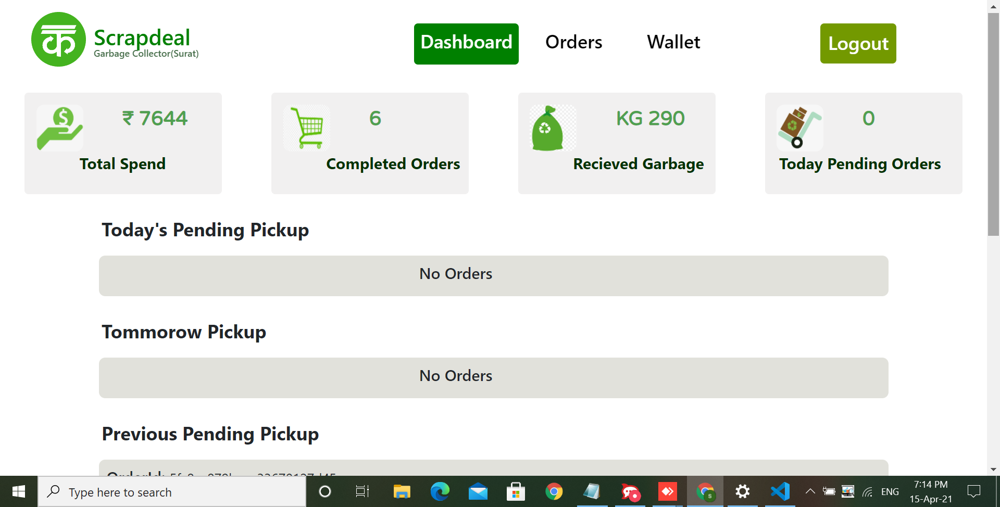 क
Scrapdeal
Garbage Collector(Surat)
Dashboard
Orders
Wallet
Logout
₹ 7644
Total Spend
6
Completed Orders
KG 290
Recieved Garbage
0
Today Pending Orders
Today's Pending Pickup
No Orders
Tommorow Pickup
No Orders
Previous Pending Pickup
OrderId:
Type here to search
ENG
7:14 PM
15-Apr-21